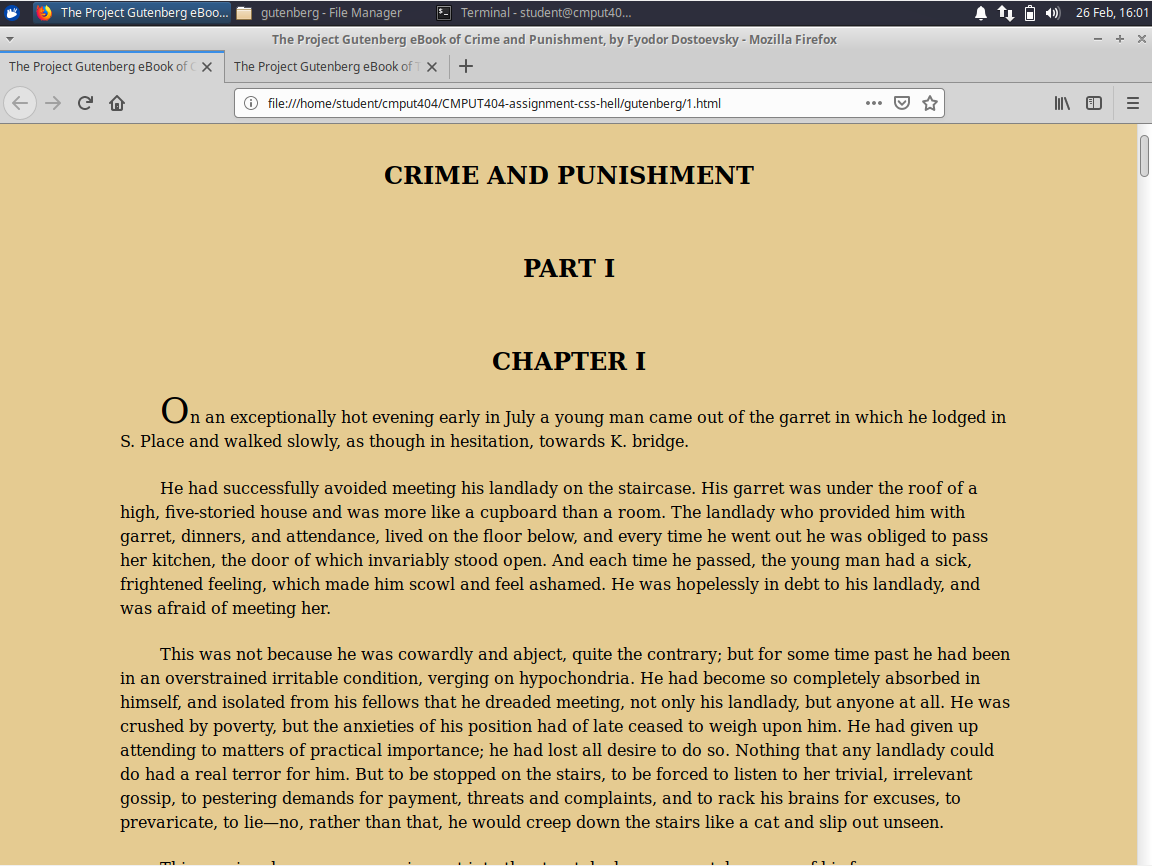 The Project Gutenberg eBoo... gutenberg - File Manager Terminal - student@cmput40... 26 Feb, 16:01
The Project Gutenberg eBook of Crime and Punishment, by Fyodor Dostoevsky - Mozilla Firefox
The Project Gutenberg eBook of C The Project Gutenberg eBook of T
file:///home/student/cmput404/CMPUT404-assignment-css-hell/gutenberg/1.html
CRIME AND PUNISHMENT
PART I
CHAPTER I
On an exceptionally hot evening early in July a young man came out of the garret in which he lodged in
S. Place and walked slowly, as though in hesitation, towards K. bridge.
He had successfully avoided meeting his landlady on the staircase. His garret was under the roof of a
high, five-storied house and was more like a cupboard than a room. The landlady who provided him with
garret, dinners, and attendance, lived on the floor below, and every time he went out he was obliged to pass
her kitchen, the door of which invariably stood open. And each time he passed, the young man had a sick,
frightened feeling, which made him scowl and feel ashamed. He was hopelessly in debt to his landlady, and
was afraid of meeting her.
This was not because he was cowardly and abject, quite the contrary; but for some time past he had been
in an overstrained irritable condition, verging on hypochondria. He had become so completely absorbed in
himself, and isolated from his fellows that he dreaded meeting, not only his landlady, but anyone at all. He was
crushed by poverty, but the anxieties of his position had of late ceased to weigh upon him. He had given up
attending to matters of practical importance; he had lost all desire to do so. Nothing that any landlady could
do had a real terror for him. But to be stopped on the stairs, to be forced to listen to her trivial, irrelevant
gossip, to pestering demands for payment, threats and complaints, and to rack his brains for excuses, to
prevaricate, to lie—no, rather than that, he would creep down the stairs like a cat and slip out unseen.